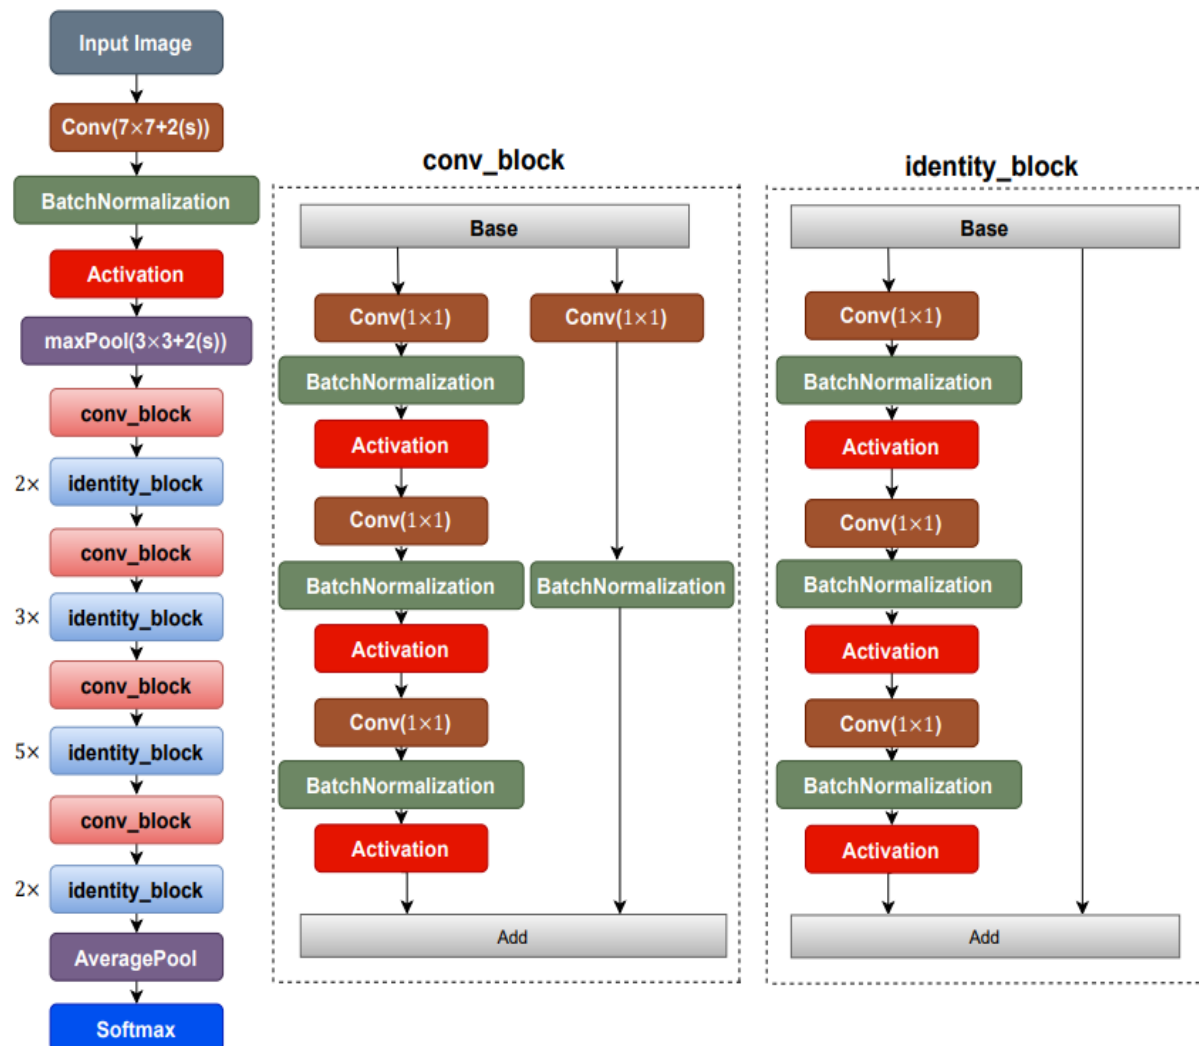 Input Image
Conv(7×7+2(s))
BatchNormalization
Activation
maxPool(3×3+2(s))
conv_block
2× identity_block
conv_block
3× identity_block
conv_block
5× identity_block
conv_block
2× identity_block
AveragePool
Softmax
conv_block
Base
Conv(1×1)
BatchNormalization
Activation
Conv(1×1)
BatchNormalization
Activation
Conv(1×1)
BatchNormalization
Activation
Conv(1×1)
BatchNormalization
Add
identity_block
Base
Conv(1×1)
BatchNormalization
Activation
Conv(1×1)
BatchNormalization
Activation
Conv(1×1)
BatchNormalization
Activation
Add